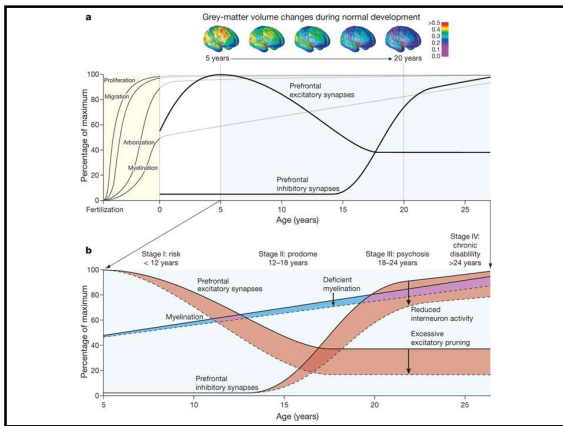 a
Grey-matter volume changes during normal development
5 years
20 years
>0.5
0.4
0.3
0.2
0.1
0.0
Percentage of maximum
100
80
60
40
20
0
Proliferation
Migration
Arborization
Myelination
Prefrontal
excitatory synapses
Prefrontal
inhibitory synapses
Fertilization
0
5
10
15
20
25
Age (years)
b
Stage I: risk
< 12 years
Stage II: prodome
12–18 years
Stage III: psychosis
18–24 years
Stage IV:
chronic
disability
>24 years
Percentage of maximum
100
80
60
40
20
0
Prefrontal
excitatory synapses
Myelination
Deficient
myelination
Reduced
interneuron activity
Excessive
excitatory pruning
Prefrontal
inhibitory synapses
5
10
15
20
25
Age (years)